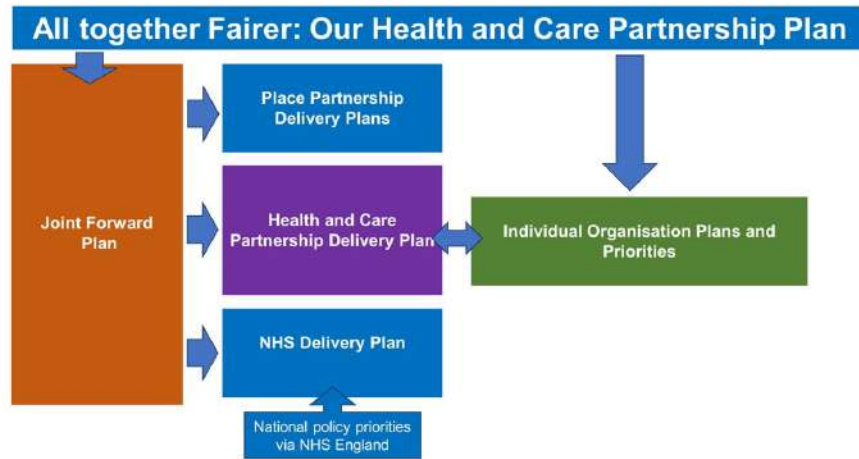 All together Fairer: Our Health and Care Partnership Plan
Joint Forward
Plan
Place Partnership
Delivery Plans
Health and Care
Partnership Delivery Plan
Individual Organisation Plans and
Priorities
NHS Delivery Plan
National policy priorities
via NHS England